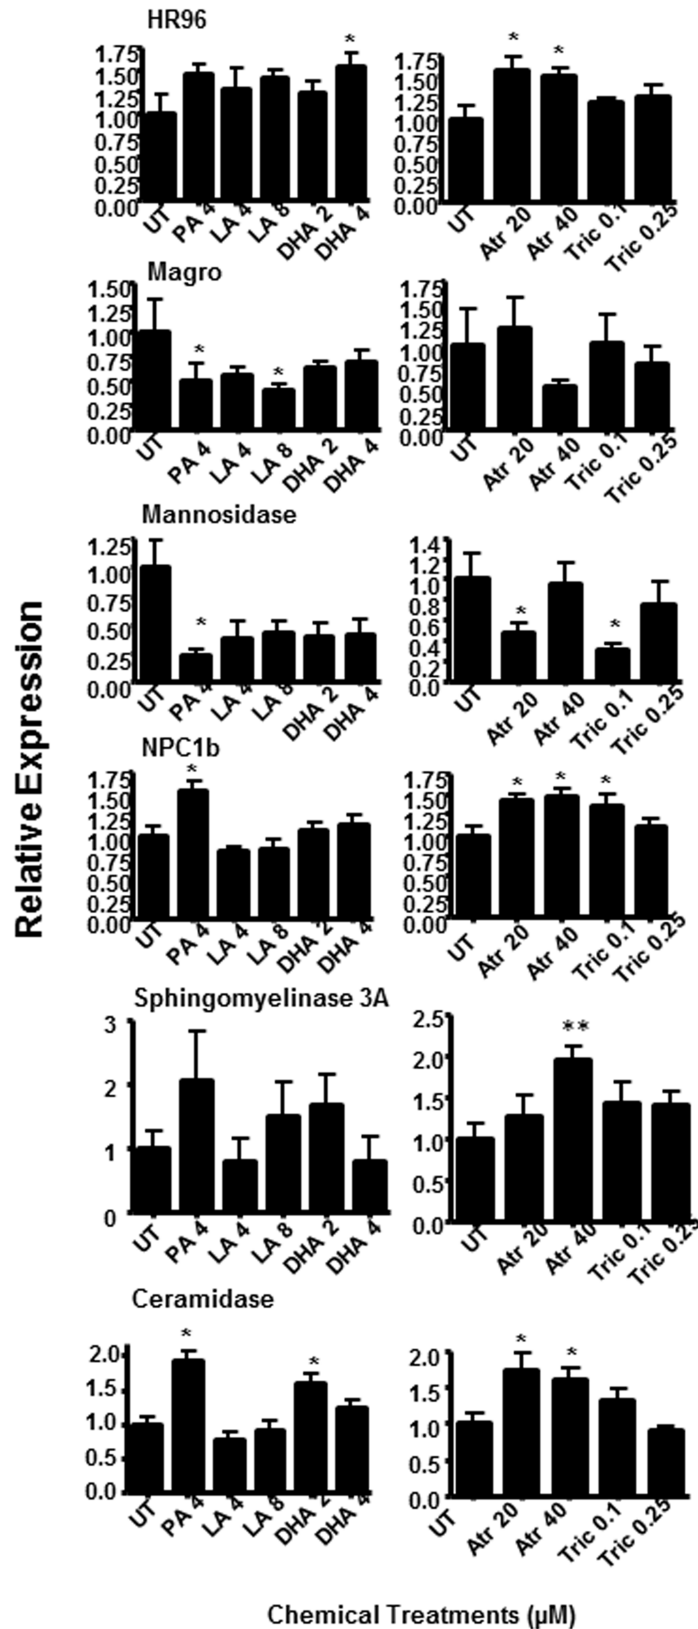 HR96
*
1.75
1.50
1.25
1.00
0.75
0.50
0.25
0.00
UT
PA 4
LA 4
LA 8
DHA 2
DHA 4
* *
1.75
1.50
1.25
1.00
0.75
0.50
0.25
0.00
UT
Atr 20
Atr 40
Tric 0.1
Tric 0.25
Magro
* *
1.50
1.25
1.00
0.75
0.50
0.25
0.00
UT
PA 4
LA 4
LA 8
DHA 2
DHA 4
1.75
1.50
1.25
1.00
0.75
0.50
0.25
0.00
UT
Atr 20
Atr 40
Tric 0.1
Tric 0.25
Mannosidase
*
1.25
1.00
0.75
0.50
0.25
0.00
UT
PA 4
LA 4
LA 8
DHA 2
DHA 4
* *
1.4
1.2
1.0
0.8
0.6
0.4
0.2
0.0
UT
Atr 20
Atr 40
Tric 0.1
Tric 0.25
Relative Expression
NPC1b
*
1.75
1.50
1.25
1.00
0.75
0.50
0.25
0.00
UT
PA 4
LA 4
LA 8
DHA 2
DHA 4
* * *
1.75
1.50
1.25
1.00
0.75
0.50
0.25
0.00
UT
Atr 20
Atr 40
Tric 0.1
Tric 0.25
Sphingomyelinase 3A
3
2
1
0
UT
PA 4
LA 4
LA 8
DHA 2
DHA 4
**
2.5
2.0
1.5
1.0
0.5
0.0
UT
Atr 20
Atr 40
Tric 0.1
Tric 0.25
Ceramidase
* *
2.0
1.5
1.0
0.5
0.0
UT
PA 4
LA 4
LA 8
DHA 2
DHA 4
* *
2.0
1.5
1.0
0.5
0.0
UT
Atr 20
Atr 40
Tric 0.1
Tric 0.25
Chemical Treatments (µM)